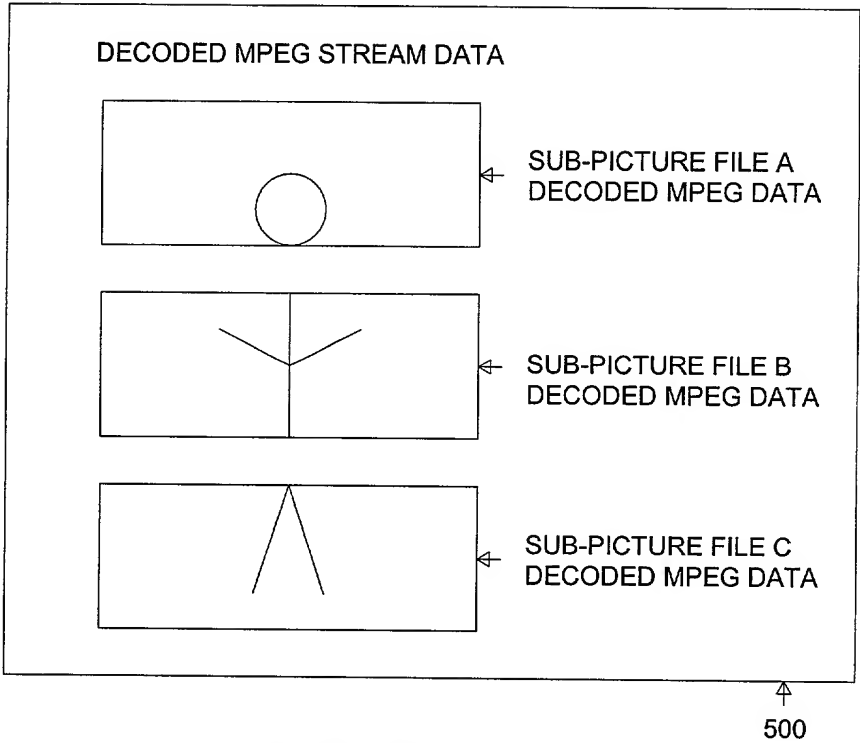 DECODED MPEG STREAM DATA
SUB-PICTURE FILE A
DECODED MPEG DATA
SUB-PICTURE FILE B
DECODED MPEG DATA
SUB-PICTURE FILE C
DECODED MPEG DATA
500